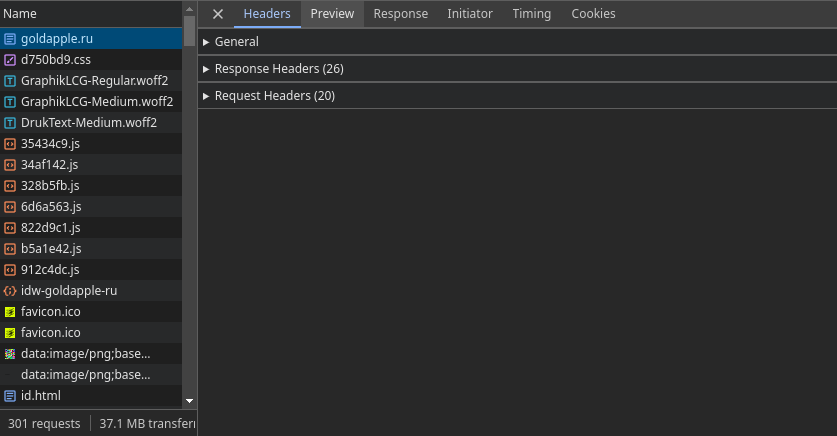 Name
goldapple.ru
d750bd9.css
GraphikLCG-Regular.woff2
GraphikLCG-Medium.woff2
DrukText-Medium.woff2
35434c9.js
34af142.js
328b5fb.js
6d6a563.js
822d9c1.js
b5a1e42.js
912c4dc.js
idw-goldapple-ru
favicon.ico
favicon.ico
data:image/png;base...
data:image/png;base...
id.html
301 requests 37.1 MB transferr
Headers Preview Response Initiator Timing Cookies
General
Response Headers (26)
Request Headers (20)